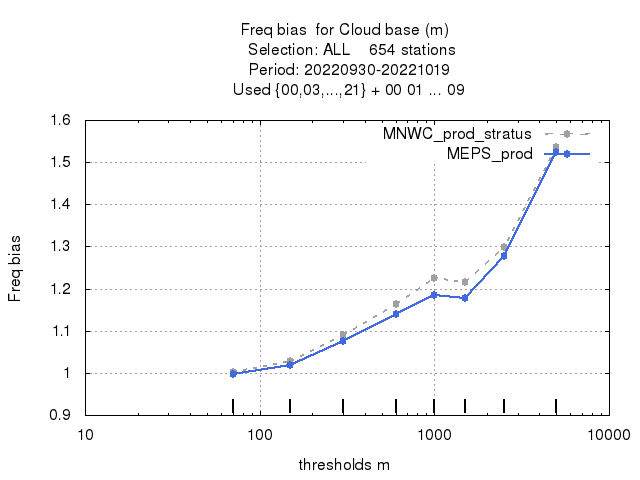 Freq bias  for Cloud base (m)
Selection: ALL    654 stations
Period: 20220930-20221019
Used {00,03,...,21} + 00 01 ... 09
MNWC_prod_stratus
MEPS_prod
1.6
1.5
1.4
1.3
1.2
1.1
1
0.9
Freq bias
10
100
1000
10000
thresholds m